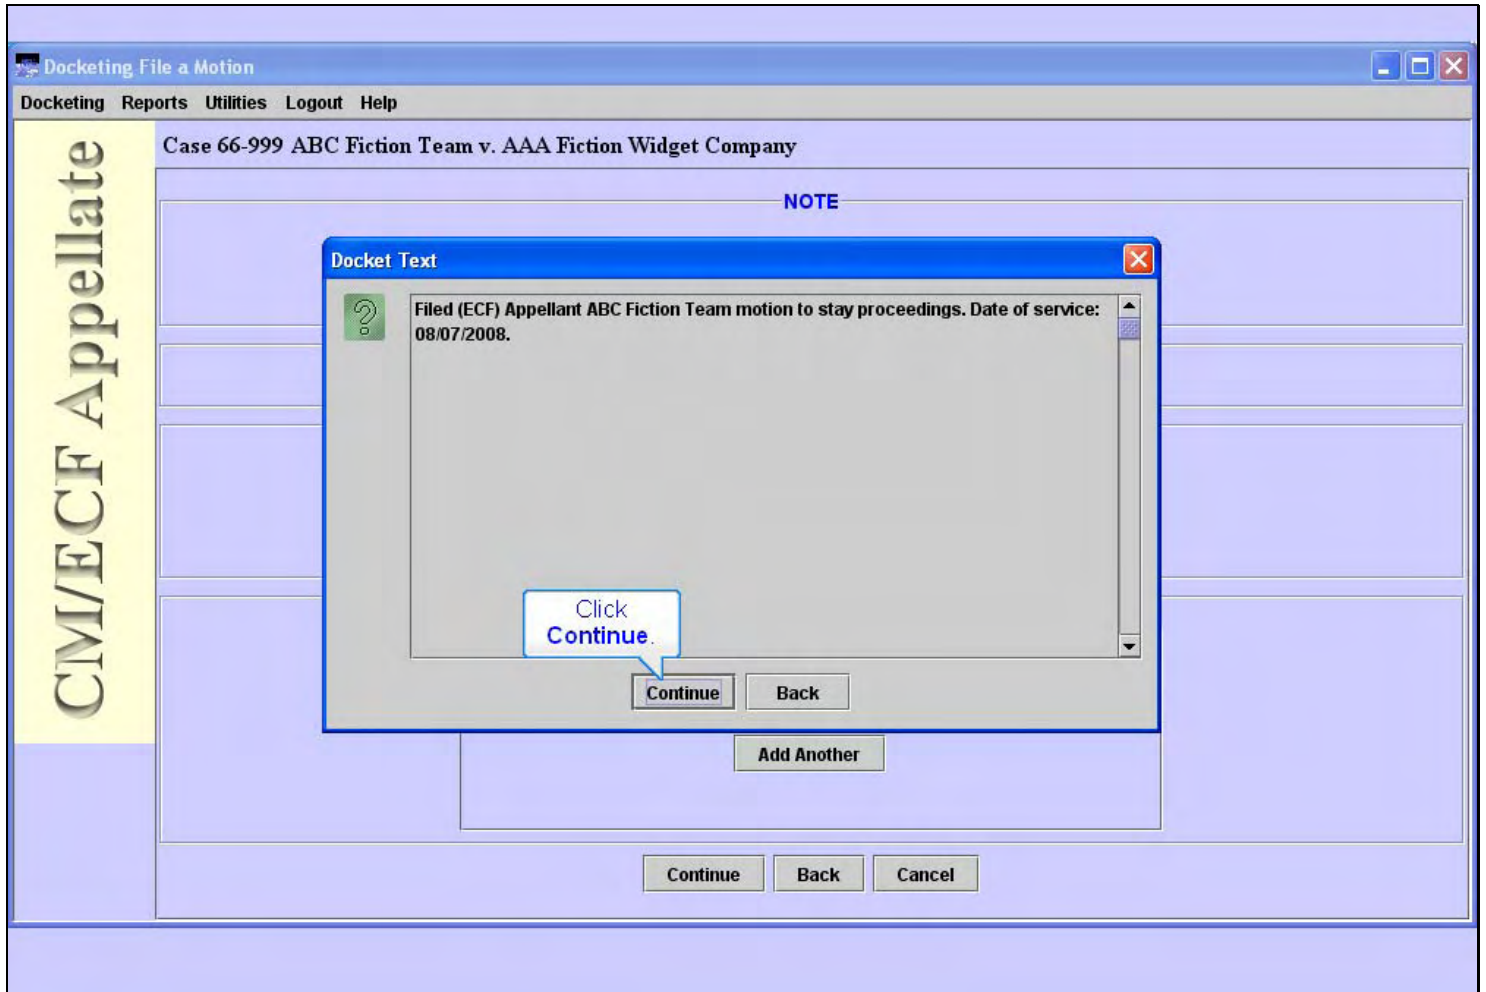 Docketing File a Motion
Docketing Reports Utilities Logout Help
CM/ECF Appellate
Case 66-999 ABC Fiction Team v. AAA Fiction Widget Company
NOTE
Docket Text
Filed (ECF) Appellant ABC Fiction Team motion to stay proceedings. Date of service:
08/07/2008.
Click
Continue.
Continue Back
Add Another
Continue Back Cancel